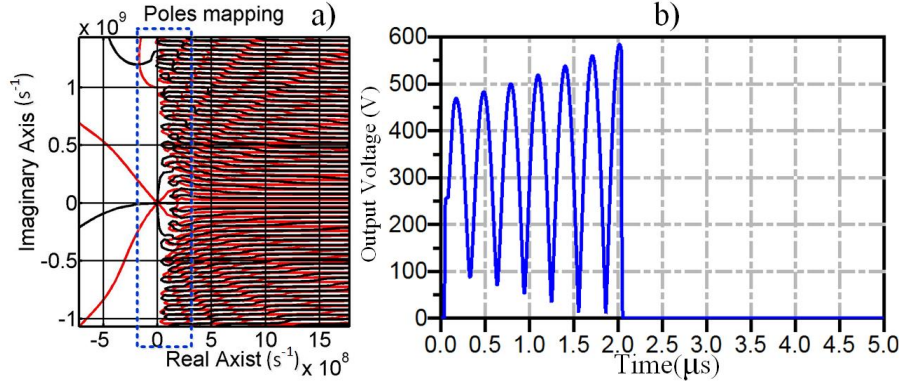 Poles mapping
a)
x 10^9
1
0.5
0
-0.5
-1
Imaginary Axis (s^-1)
-5
0
5
10
15
Real Axist (s^-1) x 10^8
b)
600
500
400
300
200
100
0
Output Voltage (V)
0.0 0.5 1.0 1.5 2.0 2.5 3.0 3.5 4.0 4.5 5.0
Time(μs)